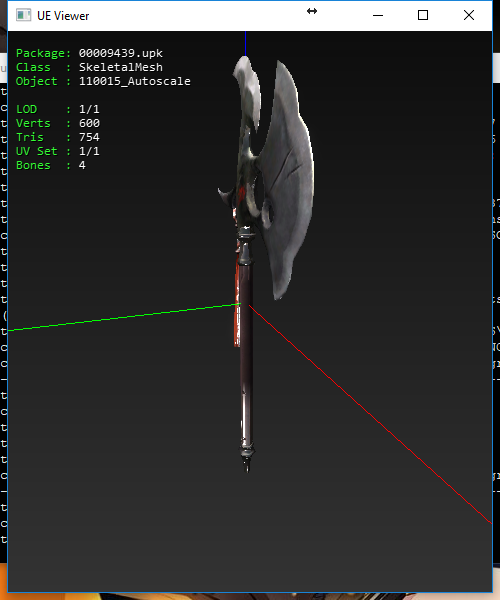 UE Viewer
Package: 00009439.upk
Class  : SkeletalMesh
Object : 110015_Autoscale
LOD    : 1/1
Verts  : 600
Tris   : 754
UV Set : 1/1
Bones  : 4